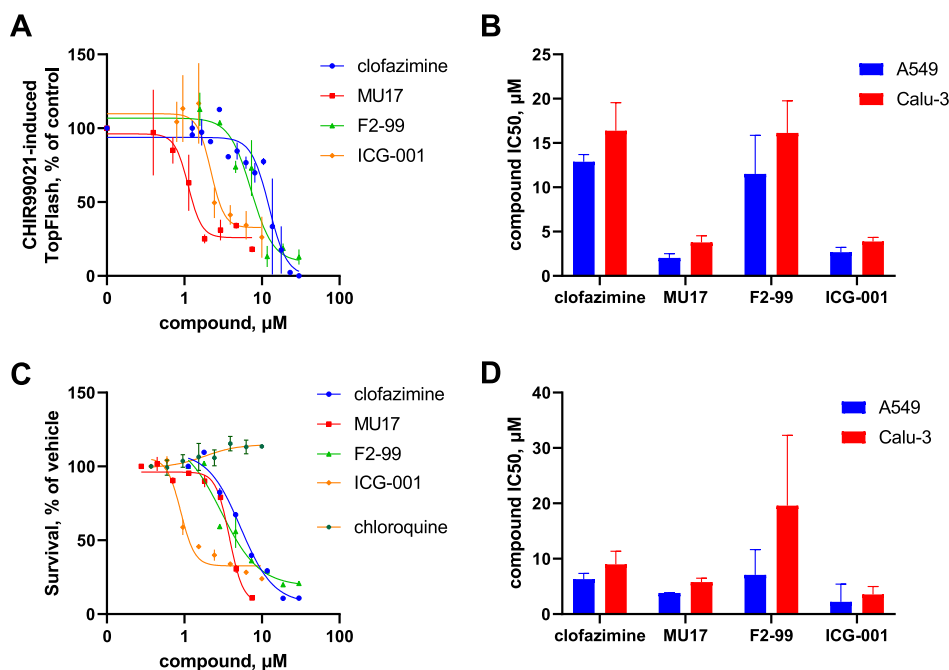 A
CHIR99021-induced
TopFlash, % of control
150
100
50
0
0
1
10
100
compound, µM
clofazimine
MU17
F2-99
ICG-001
B
compound IC50, µM
25
20
15
10
5
0
clofazimine
MU17
F2-99
ICG-001
A549
Calu-3
C
Survival, % of vehicle
150
100
50
0
0
1
10
100
compound, µM
clofazimine
MU17
F2-99
ICG-001
chloroquine
D
compound IC50, µM
40
30
20
10
0
clofazimine
MU17
F2-99
ICG-001
A549
Calu-3